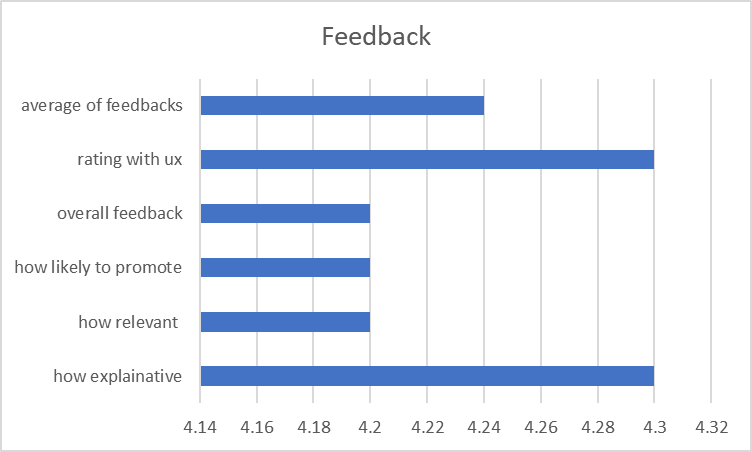 Feedback
average of feedbacks
rating with ux
overall feedback
how likely to promote
how relevant
how explainative
4.14 4.16 4.18 4.2 4.22 4.24 4.26 4.28 4.3 4.32